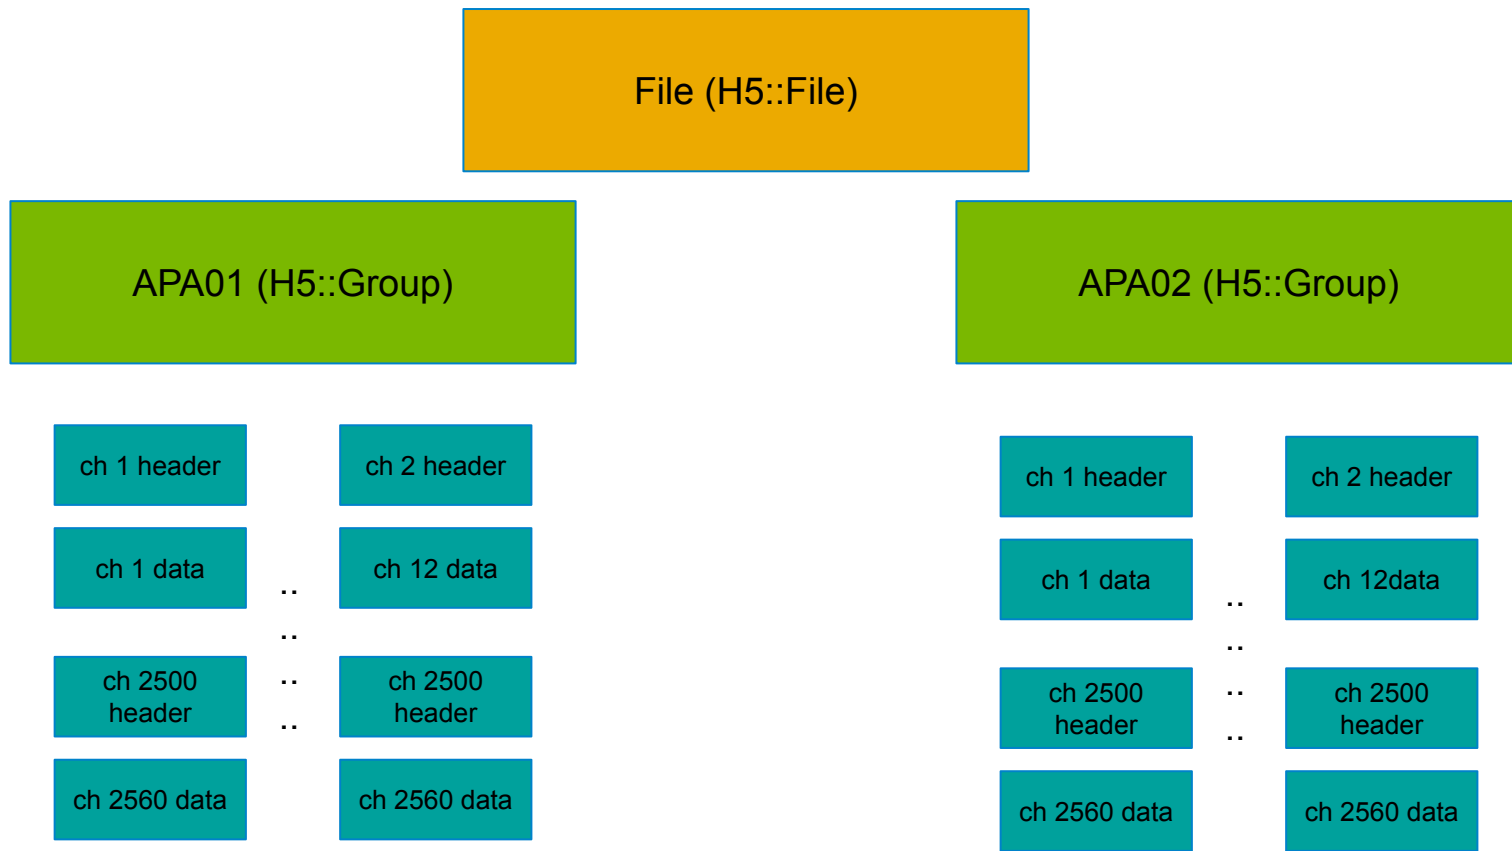 File (H5::File)
APA01 (H5::Group)
APA02 (H5::Group)
ch 1 header
ch 2 header
ch 1 data
ch 12 data
..
..
ch 2500
header
..
..
ch 2500
header
ch 2560 data
ch 2560 data
ch 1 header
ch 2 header
ch 1 data
ch 12data
..
..
ch 2500
header
..
..
ch 2500
header
ch 2560 data
ch 2560 data